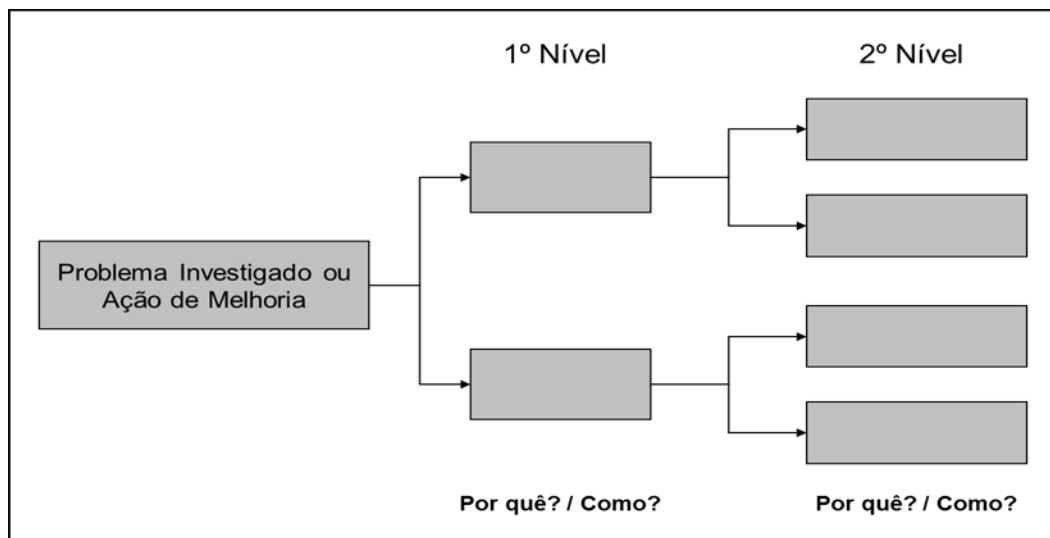 1º Nível
2º Nível
Problema Investigado ou
Ação de Melhoria
Por quê? / Como?
Por quê? / Como?